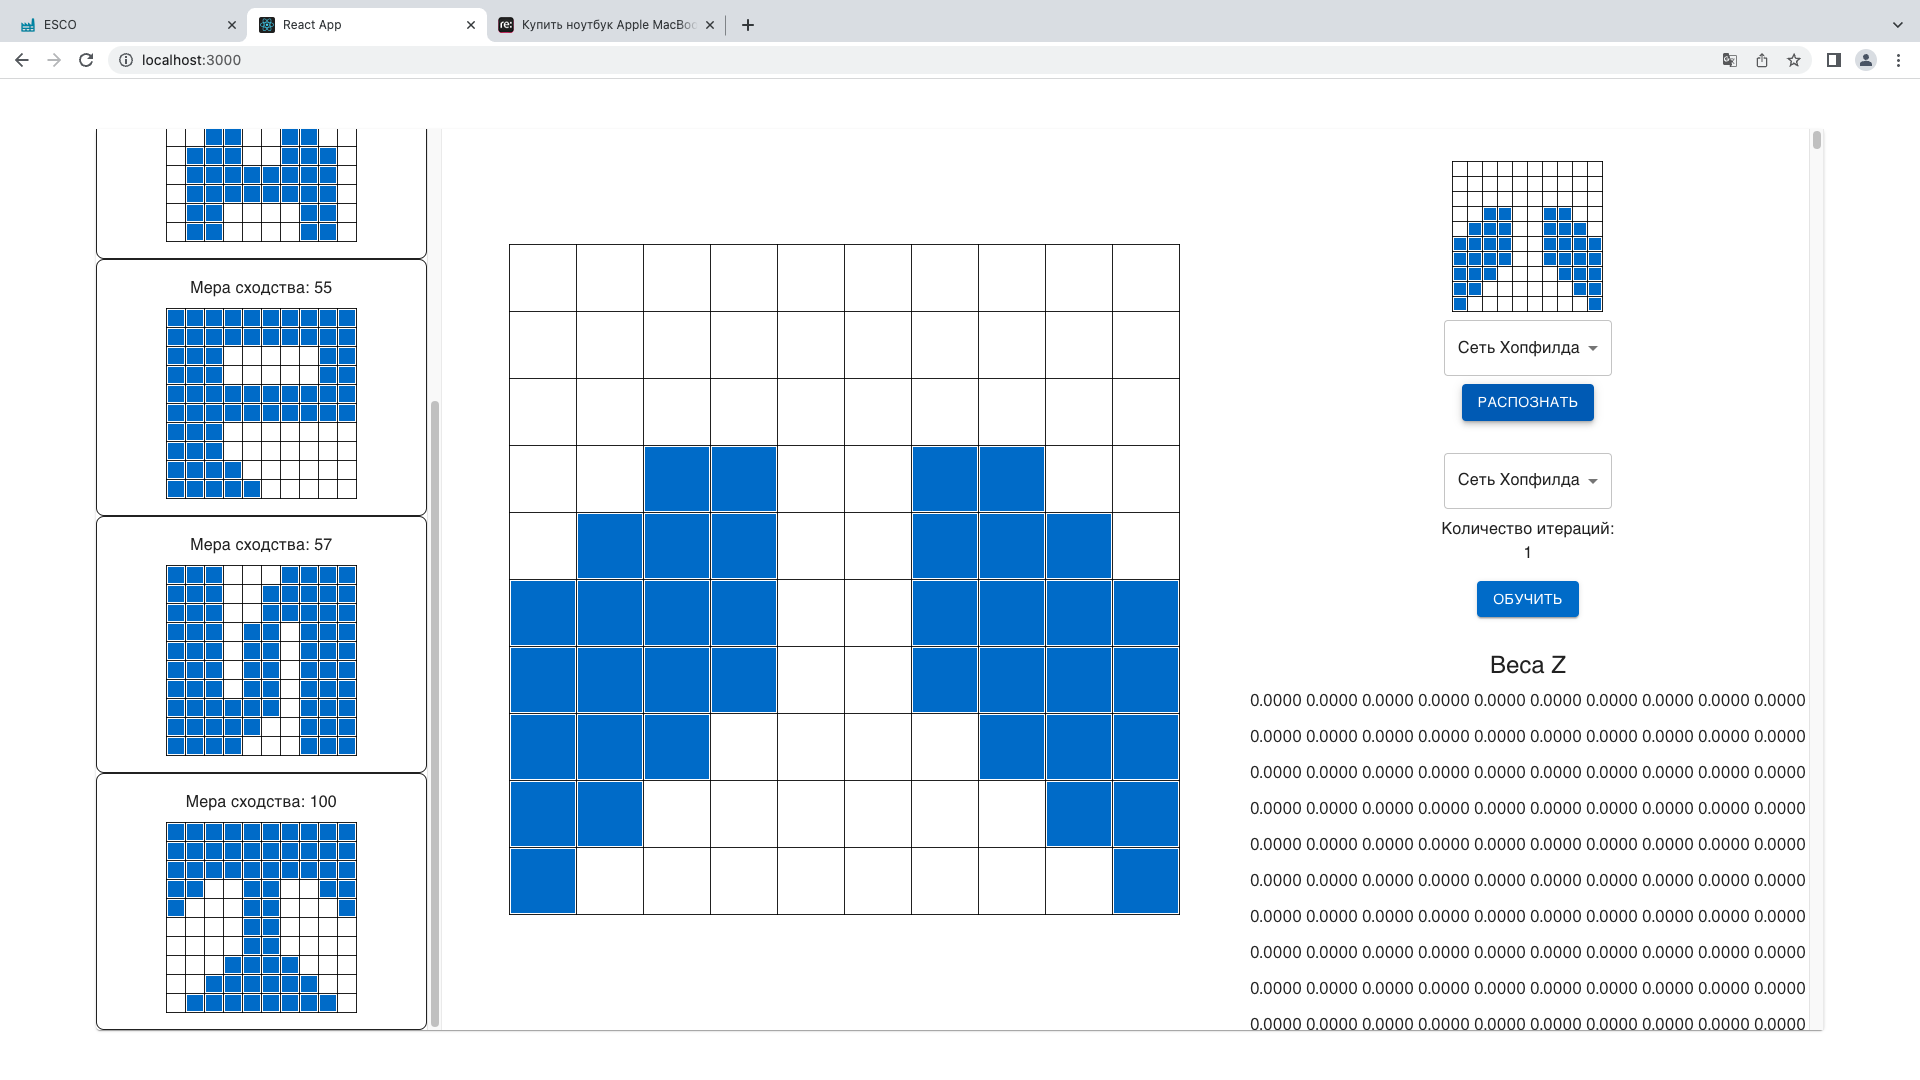 ESCO
React App
re:
Купить ноутбук Apple MacBo
localhost:3000
Мера сходства: 55
Мера сходства: 57
Мера сходства: 100
Сеть Хопфилда
РАСПОЗНАТЬ
Сеть Хопфилда
Количество итераций:
1
ОБУЧИТЬ
Веса Z
0.0000 0.0000 0.0000 0.0000 0.0000 0.0000 0.0000 0.0000 0.0000 0.0000
0.0000 0.0000 0.0000 0.0000 0.0000 0.0000 0.0000 0.0000 0.0000 0.0000
0.0000 0.0000 0.0000 0.0000 0.0000 0.0000 0.0000 0.0000 0.0000 0.0000
0.0000 0.0000 0.0000 0.0000 0.0000 0.0000 0.0000 0.0000 0.0000 0.0000
0.0000 0.0000 0.0000 0.0000 0.0000 0.0000 0.0000 0.0000 0.0000 0.0000
0.0000 0.0000 0.0000 0.0000 0.0000 0.0000 0.0000 0.0000 0.0000 0.0000
0.0000 0.0000 0.0000 0.0000 0.0000 0.0000 0.0000 0.0000 0.0000 0.0000
0.0000 0.0000 0.0000 0.0000 0.0000 0.0000 0.0000 0.0000 0.0000 0.0000
0.0000 0.0000 0.0000 0.0000 0.0000 0.0000 0.0000 0.0000 0.0000 0.0000
0.0000 0.0000 0.0000 0.0000 0.0000 0.0000 0.0000 0.0000 0.0000 0.0000